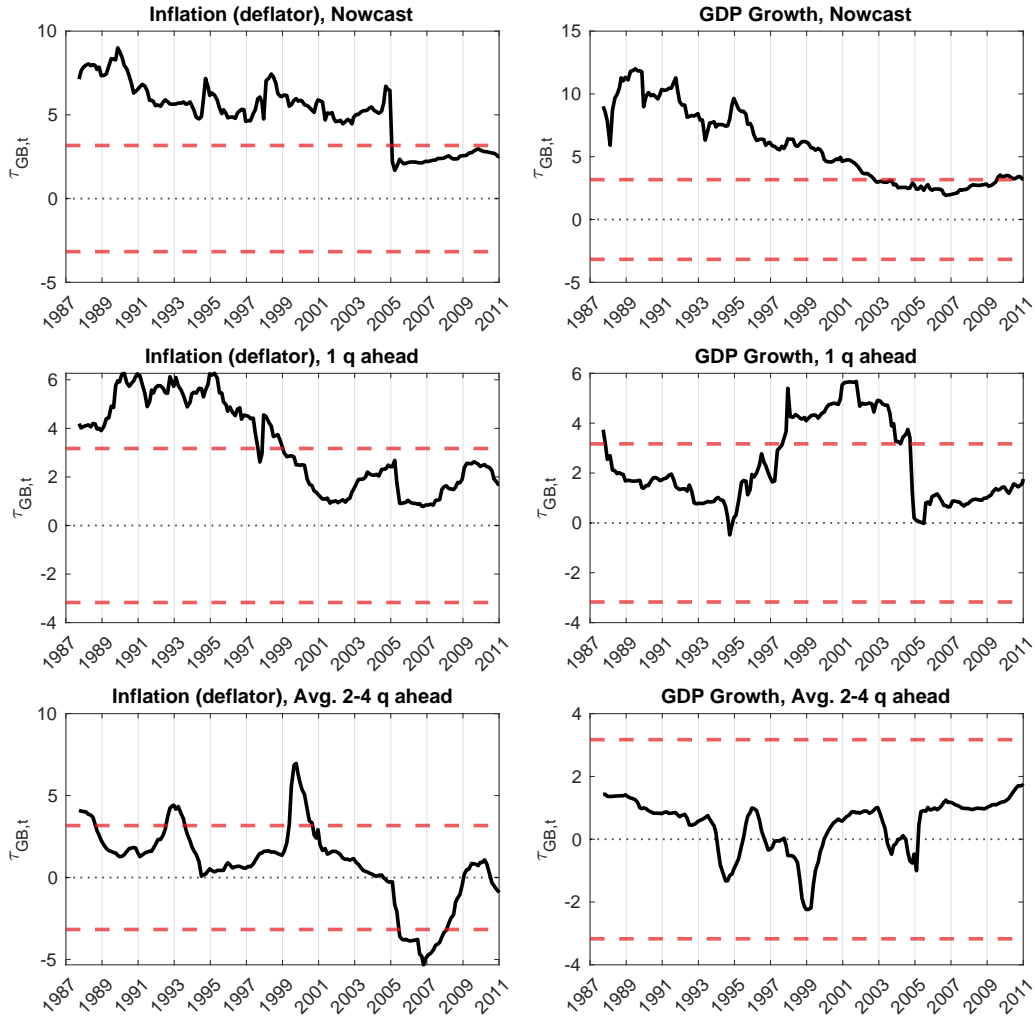 Inflation (deflator), Nowcast
10
5
0
-5
τGB,t
1987 1989 1991 1993 1995 1997 1999 2001 2003 2005 2007 2009 2011
GDP Growth, Nowcast
15
10
5
0
-5
τGB,t
1987 1989 1991 1993 1995 1997 1999 2001 2003 2005 2007 2009 2011
Inflation (deflator), 1 q ahead
6
4
2
0
-2
-4
τGB,t
1987 1989 1991 1993 1995 1997 1999 2001 2003 2005 2007 2009 2011
GDP Growth, 1 q ahead
6
4
2
0
-2
-4
τGB,t
1987 1989 1991 1993 1995 1997 1999 2001 2003 2005 2007 2009 2011
Inflation (deflator), Avg. 2-4 q ahead
10
5
0
-5
τGB,t
1987 1989 1991 1993 1995 1997 1999 2001 2003 2005 2007 2009 2011
GDP Growth, Avg. 2-4 q ahead
4
2
0
-2
-4
τGB,t
1987 1989 1991 1993 1995 1997 1999 2001 2003 2005 2007 2009 2011